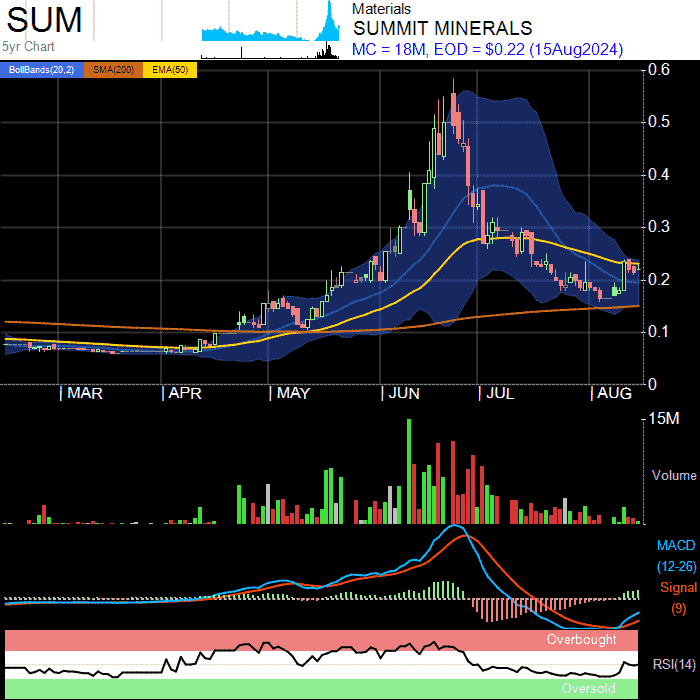 SUM
5yr Chart
Materials
SUMMIT MINERALS
MC = 18M, EOD = $0.22 (15Aug2024)
BollBands(20,2) SMA(200) EMA(50)
0.6
0.5
0.4
0.3
0.2
0.1
0
MAR APR MAY JUN JUL AUG
15M
Volume
MACD
(12-26)
Signal
(9)
Overbought
RSI(14)
Oversold